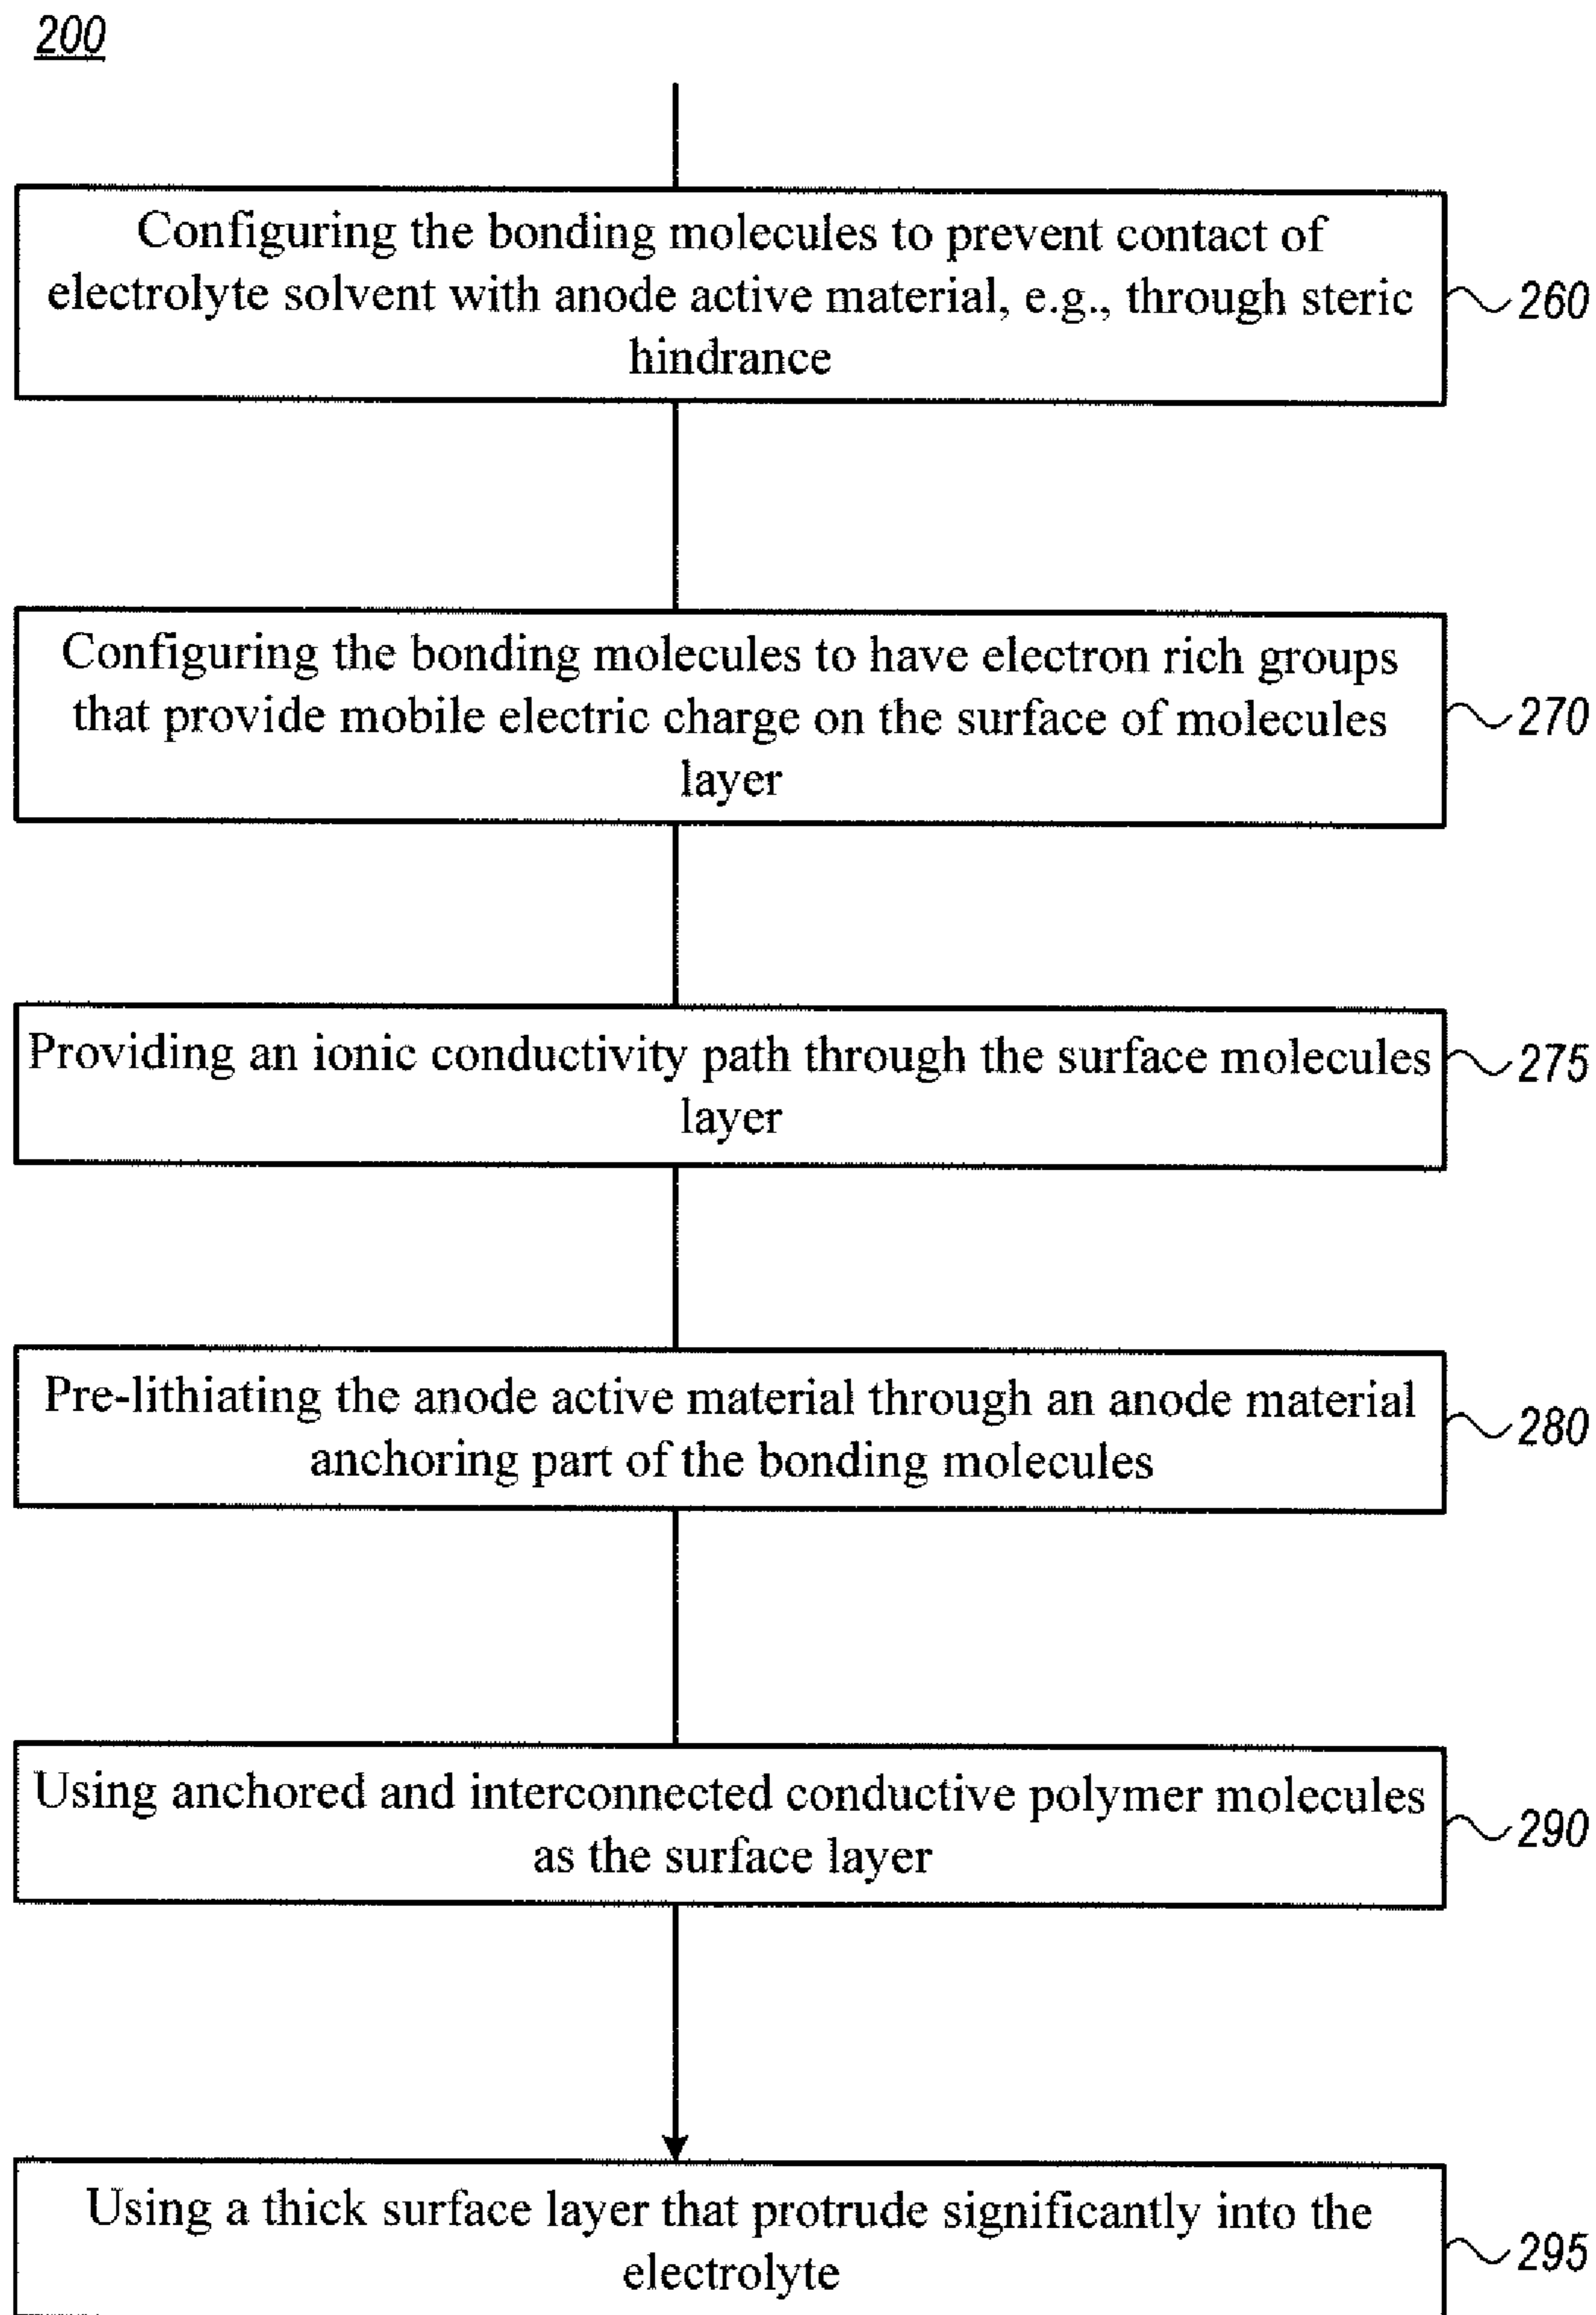 200
Configuring the bonding molecules to prevent contact of
electrolyte solvent with anode active material, e.g., through steric
hindrance
260
Configuring the bonding molecules to have electron rich groups
that provide mobile electric charge on the surface of molecules
layer
270
Providing an ionic conductivity path through the surface molecules
layer
275
Pre-lithiating the anode active material through an anode material
anchoring part of the bonding molecules
280
Using anchored and interconnected conductive polymer molecules
as the surface layer
290
Using a thick surface layer that protrude significantly into the
electrolyte
295